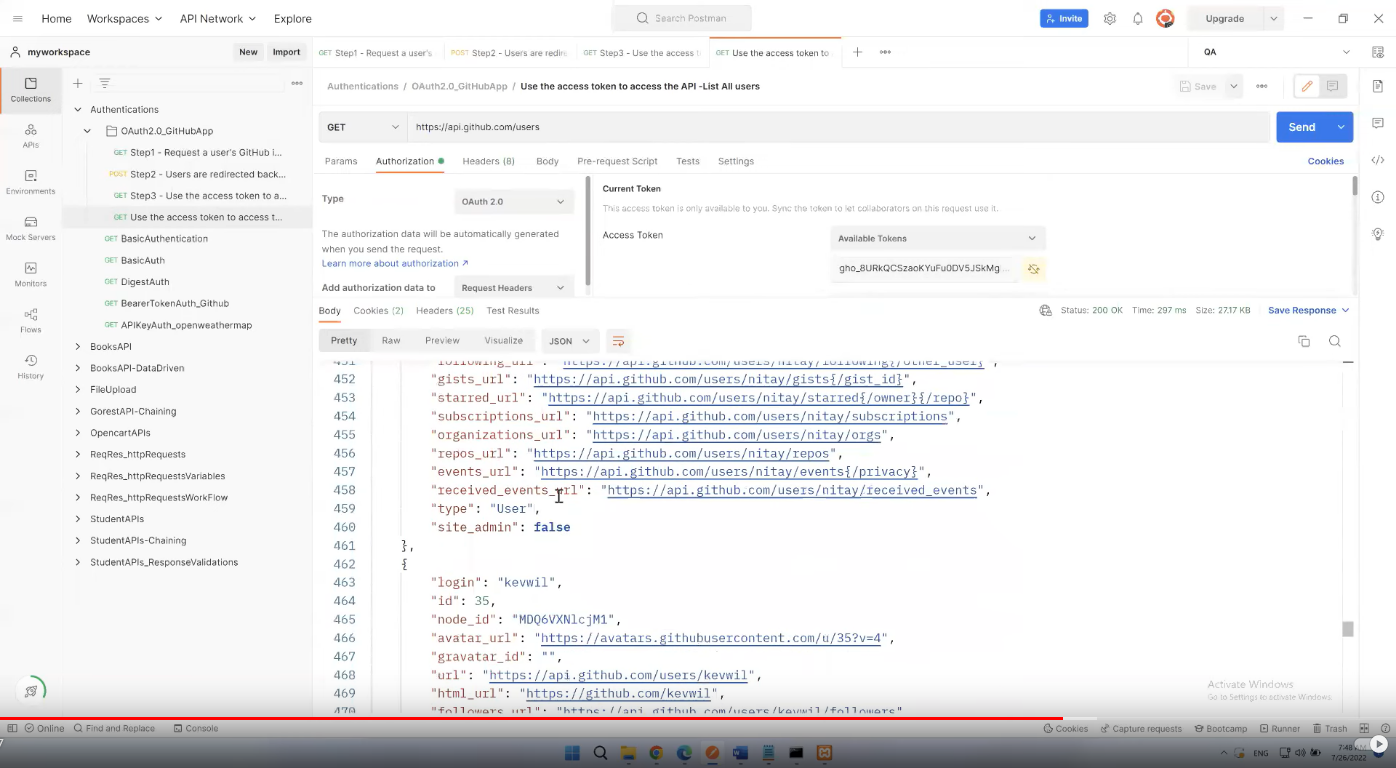 Home Workspaces API Network Explore Search Postman Invite Upgrade
myworkspace New Import
GET Step1 - Request a user's POST Step2 - Users are redire GET Step3 - Use the access t GET Use the access token to QA
Collections
APIs
Environments
Mock Servers
Monitors
Flows
History
Authentications
OAuth2.0_GitHubApp
GET Step1 - Request a user's GitHub i...
POST Step2 - Users are redirected back...
GET Step3 - Use the access token to a...
GET Use the access token to access t...
GET BasicAuthentication
GET BasicAuth
GET DigestAuth
GET BearerTokenAuth_Github
GET APIKeyAuth_openweathermap
BooksAPI
BooksAPI-DataDriven
FileUpload
GorestAPI-Chaining
OpencartAPIs
ReqRes_httpRequests
ReqRes_httpRequestsVariables
ReqRes_httpRequestsWorkFlow
StudentAPIs
StudentAPIs-Chaining
StudentAPIs_ResponseValidations
Authentications / OAuth2.0_GitHubApp / Use the access token to access the API -List All users Save
GET https://api.github.com/users Send
Params Authorization Headers (8) Body Pre-request Script Tests Settings Cookies
Type OAuth 2.0
The authorization data will be automatically generated
when you send the request.
Learn more about authorization ↗
Add authorization data to Request Headers
Current Token
This access token is only available to you. Sync the token to let collaborators on this request use it.
Access Token Available Tokens
gho_8URkQCSzaoKYuFu0DV5JSkMg...
Body Cookies (2) Headers (25) Test Results Status: 200 OK Time: 297 ms Size: 27.17 KB Save Response
Pretty Raw Preview Visualize JSON
451 "following_url": "https://api.github.com/users/nitay/following{/other_user}",
452 "gists_url": "https://api.github.com/users/nitay/gists{/gist_id}",
453 "starred_url": "https://api.github.com/users/nitay/starred{/owner}{/repo}",
454 "subscriptions_url": "https://api.github.com/users/nitay/subscriptions",
455 "organizations_url": "https://api.github.com/users/nitay/orgs",
456 "repos_url": "https://api.github.com/users/nitay/repos",
457 "events_url": "https://api.github.com/users/nitay/events{/privacy}",
458 "received_events_url": "https://api.github.com/users/nitay/received_events",
459 "type": "User",
460 "site_admin": false
461 },
462 {
463 "login": "kevwil",
464 "id": 35,
465 "node_id": "MDQ6VXNlcjM1",
466 "avatar_url": "https://avatars.githubusercontent.com/u/35?v=4",
467 "gravatar_id": "",
468 "url": "https://api.github.com/users/kevwil",
469 "html_url": "https://github.com/kevwil",
470 "followers_url": "https://api.github.com/users/kevwil/followers"
Activate Windows
Go to Settings to activate Windows.
Online Find and Replace Console Cookies Capture requests Bootcamp Runner Trash
ENG 7:48
7/26/2022